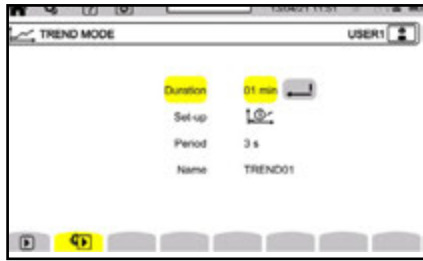 TREND MODE USER1
Duration 01 min
Set-up
Period 3 s
Name TREND01